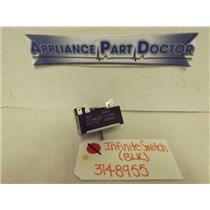 APPLIANCE PART DOCTOR
Infinite Switch
(BLK)
3148955